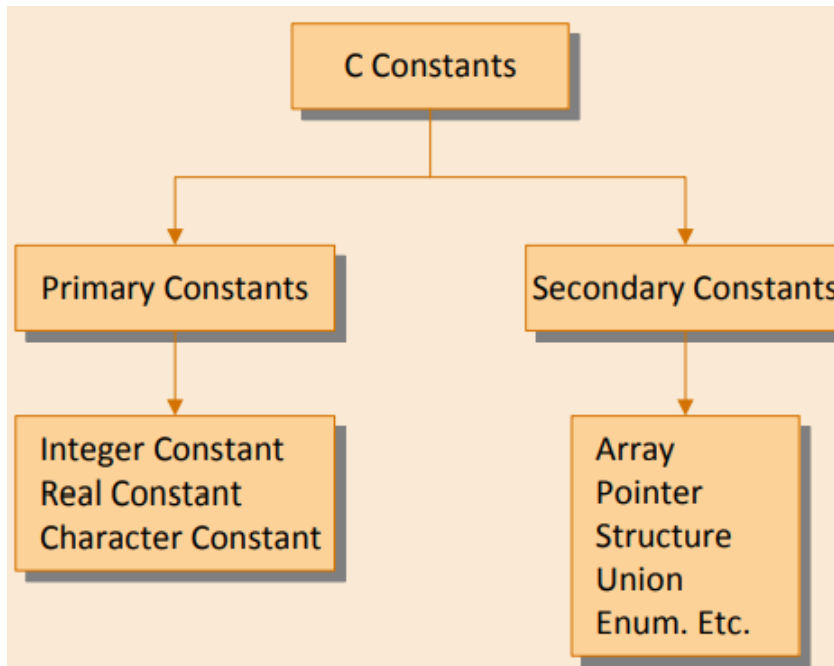 C Constants
Primary Constants
Secondary Constants
Integer Constant
Real Constant
Character Constant
Array
Pointer
Structure
Union
Enum. Etc.